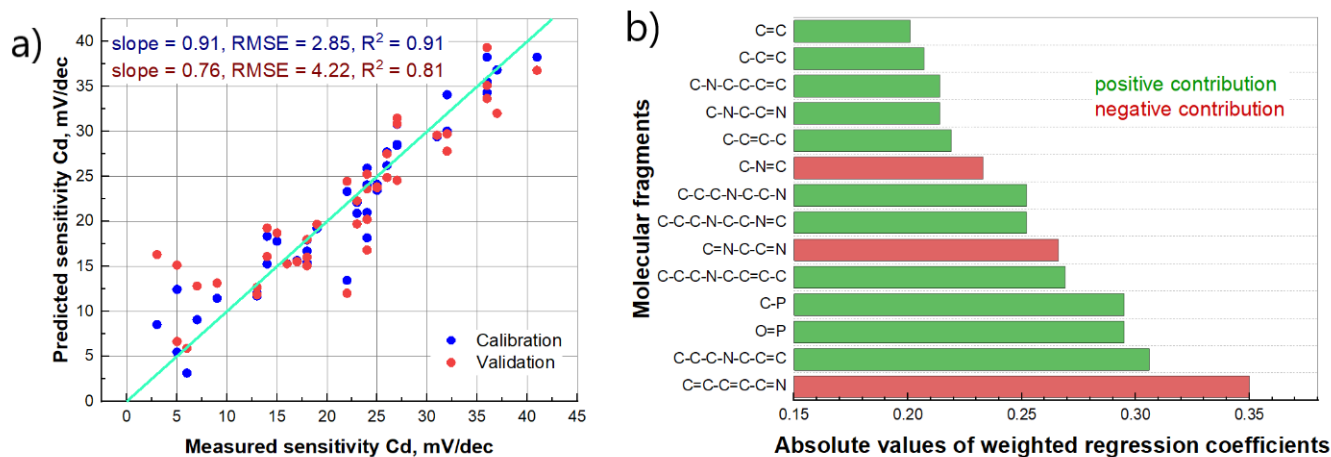 a)
slope = 0.91, RMSE = 2.85, R² = 0.91
slope = 0.76, RMSE = 4.22, R² = 0.81
Predicted sensitivity Cd, mV/dec
40
35
30
25
20
15
10
5
0
Calibration
Validation
0 5 10 15 20 25 30 35 40 45
Measured sensitivity Cd, mV/dec
b)
Molecular fragments
C=C
C-C=C
C-N-C-C-C=C
C-N-C-C=N
C-C=C-C
C-N=C
C-C-C-N-C-C-N
C-C-C-N-C-C-N=C
C=N-C-C=N
C-C-C-N-C-C=C-C
C-P
O=P
C-C-C-N-C-C=C
C=C-C=C-C=N
positive contribution
negative contribution
0.15 0.20 0.25 0.30 0.35
Absolute values of weighted regression coefficients